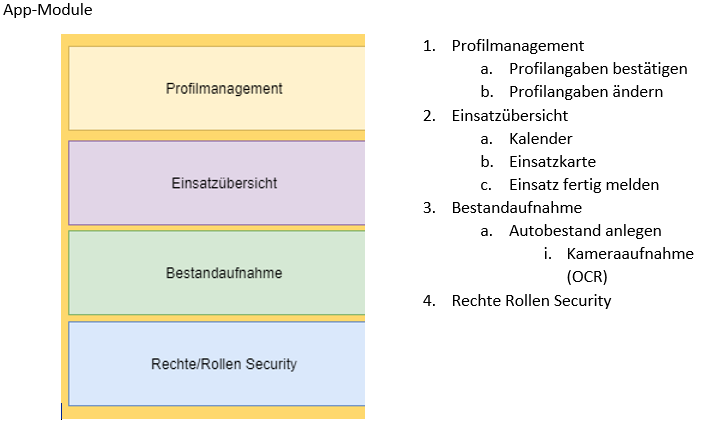 App-Module
Profilmanagement
Einsatzübersicht
Bestandaufnahme
Rechte/Rollen Security
1. Profilmanagement
a. Profilangaben bestätigen
b. Profilangaben ändern
2. Einsatzübersicht
a. Kalender
b. Einsatzkarte
c. Einsatz fertig melden
3. Bestandaufnahme
a. Autobestand anlegen
i. Kameraaufnahme
(OCR)
4. Rechte Rollen Security